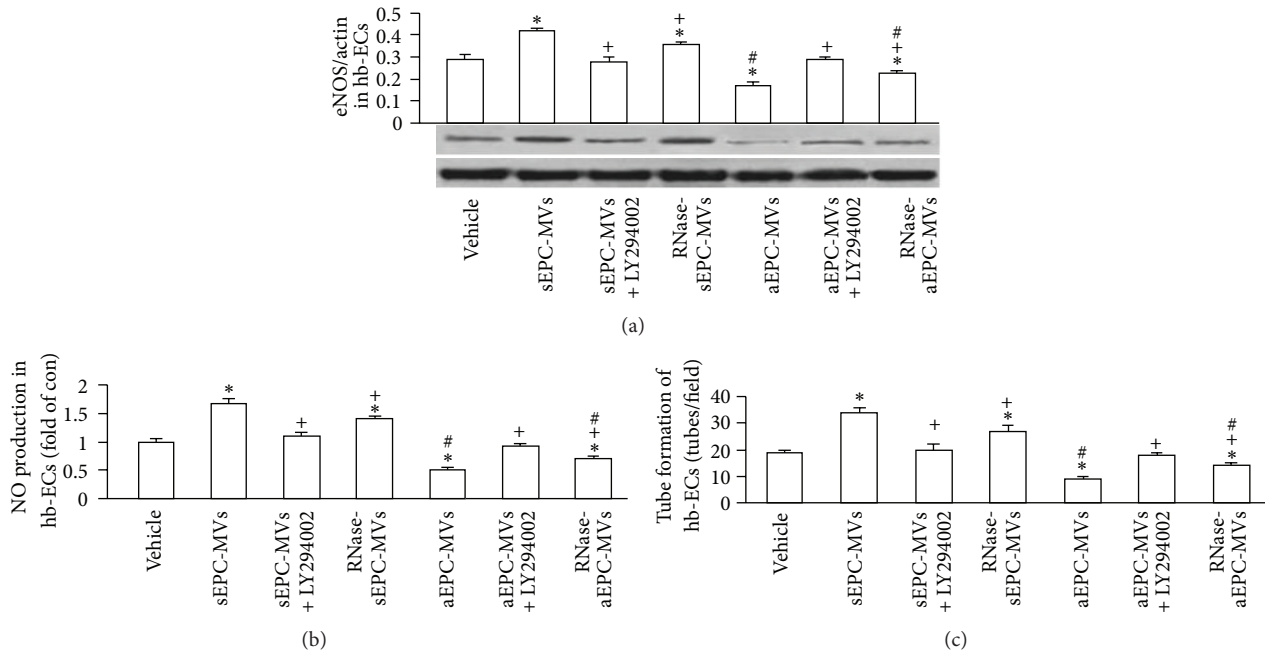 eNOS/actin
in hb-ECs
0.5
0.4
0.3
0.2
0.1
0
*
+
+
*
#
*
+
#
+
*
Vehicle
sEPC-MVs
sEPC-MVs
+ LY294002
RNase-
sEPC-MVs
aEPC-MVs
aEPC-MVs
+ LY294002
RNase-
aEPC-MVs
(a)
NO production in
hb-ECs (fold of con)
2
1.5
1
0.5
0
*
+
+
*
#
*
+
#
+
*
Vehicle
sEPC-MVs
sEPC-MVs
+ LY294002
RNase-
sEPC-MVs
aEPC-MVs
aEPC-MVs
+ LY294002
RNase-
aEPC-MVs
(b)
Tube formation of
hb-ECs (tubes/field)
40
30
20
10
0
*
+
+
*
#
*
+
#
+
*
Vehicle
sEPC-MVs
sEPC-MVs
+ LY294002
RNase-
sEPC-MVs
aEPC-MVs
aEPC-MVs
+ LY294002
RNase-
aEPC-MVs
(c)